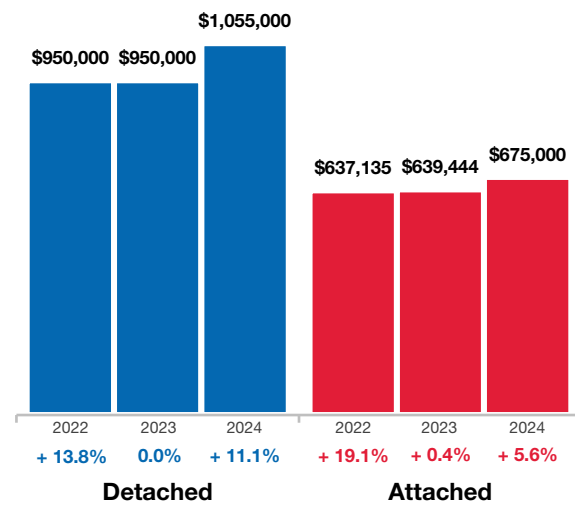 $1,055,000
$950,000 $950,000
$675,000
$637,135 $639,444
2022 2023 2024 2022 2023 2024
+ 13.8% 0.0% + 11.1% + 19.1% + 0.4% + 5.6%
Detached Attached